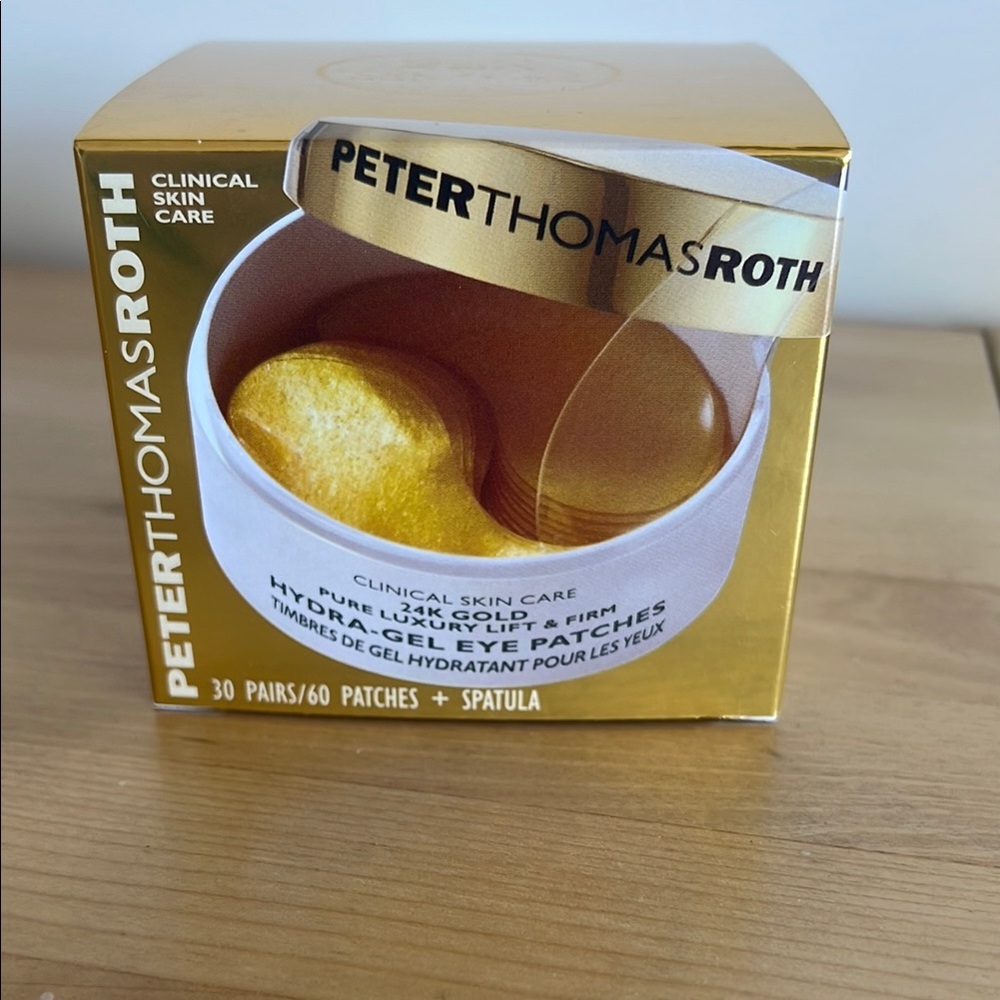 PETERTHOMASROTH
CLINICAL
SKIN
CARE
PETERTHOMASROTH
CLINICAL SKIN CARE
24K GOLD
PURE LUXURY LIFT & FIRM
HYDRA-GEL EYE PATCHES
TIMBRES DE GEL HYDRATANT POUR LES YEUX
30 PAIRS/60 PATCHES + SPATULA